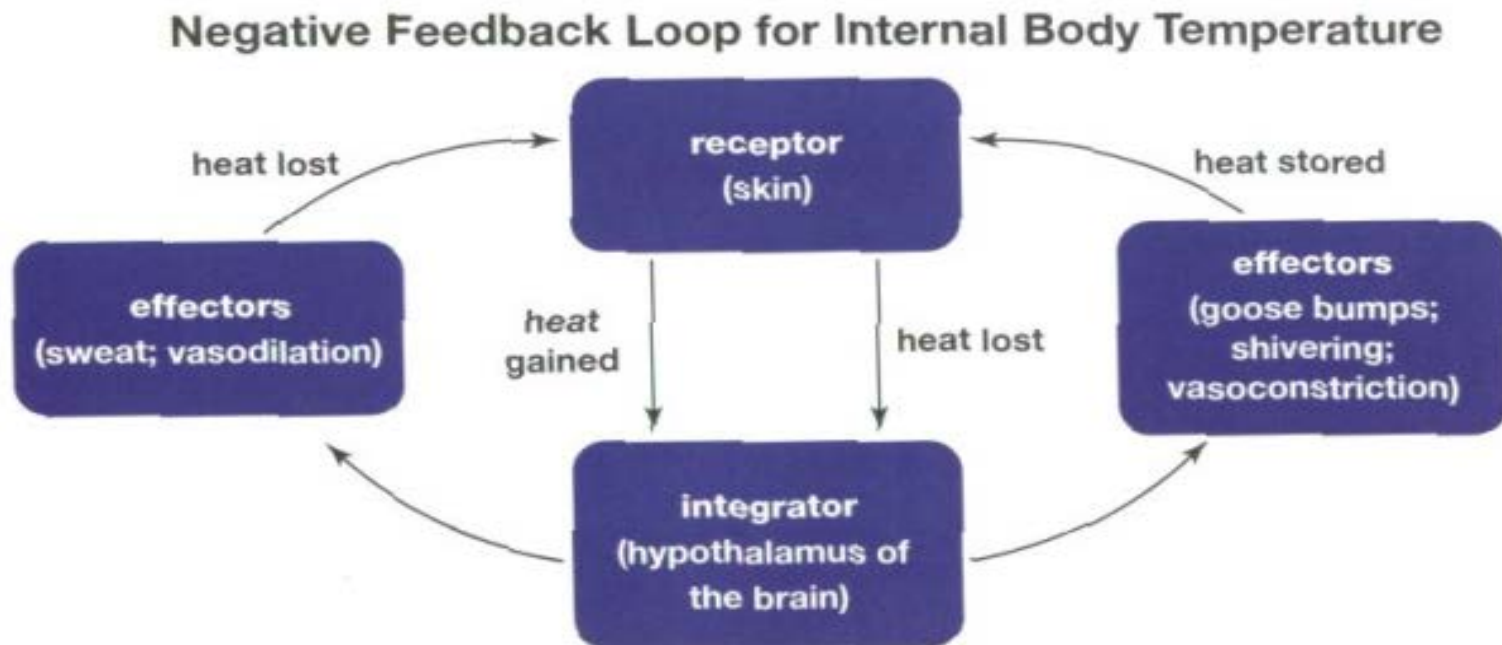 Negative Feedback Loop for Internal Body Temperature
receptor
(skin)
heat lost
heat stored
effectors
(sweat; vasodilation)
heat
gained
heat lost
effectors
(goose bumps;
shivering;
vasoconstriction)
integrator
(hypothalamus of
the brain)